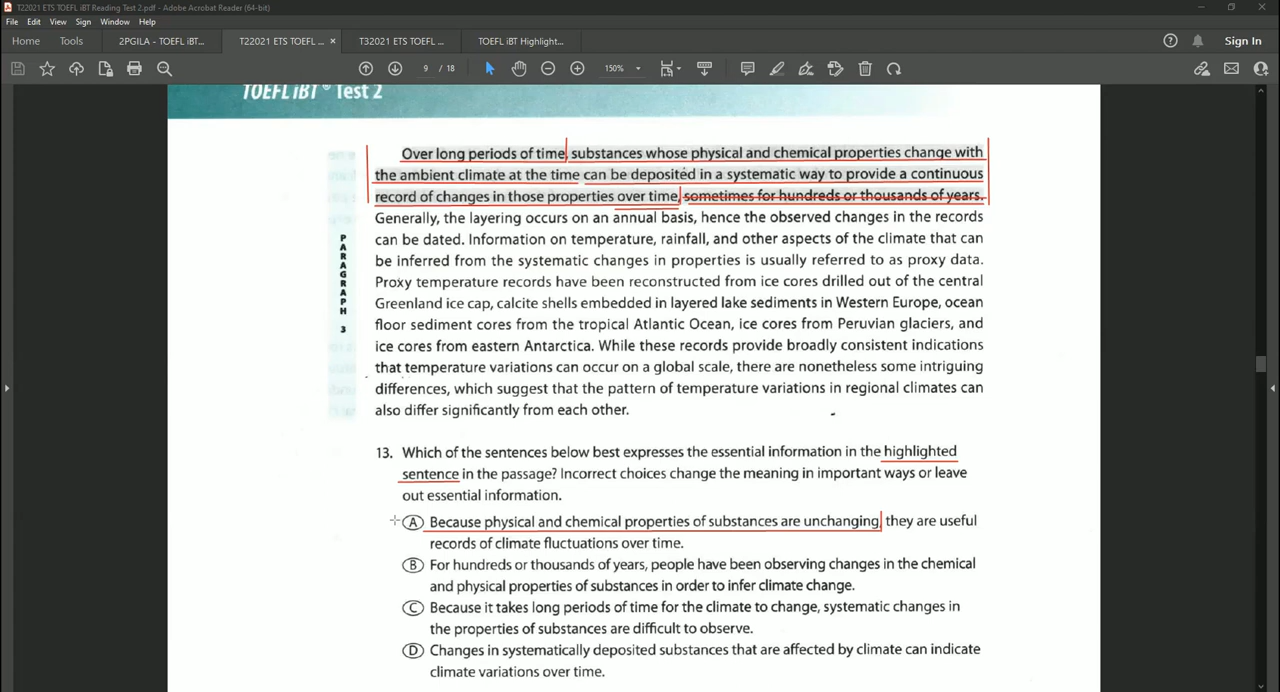 T22021 ETS TOEFL iBT Reading Test 2.pdf - Adobe Acrobat Reader (64-bit)
File Edit View Sign Window Help
Home Tools 2PGILA - TOEFL iBT... T22021 ETS TOEFL ... × T32021 ETS TOEFL ... TOEFL iBT Highlight... Sign In
9 / 18 150%
TOEFL iBT® Test 2
Over long periods of time, substances whose physical and chemical properties change with
the ambient climate at the time can be deposited in a systematic way to provide a continuous
record of changes in those properties over time, sometimes for hundreds or thousands of years.
Generally, the layering occurs on an annual basis, hence the observed changes in the records
can be dated. Information on temperature, rainfall, and other aspects of the climate that can
be inferred from the systematic changes in properties is usually referred to as proxy data.
Proxy temperature records have been reconstructed from ice cores drilled out of the central
Greenland ice cap, calcite shells embedded in layered lake sediments in Western Europe, ocean
floor sediment cores from the tropical Atlantic Ocean, ice cores from Peruvian glaciers, and
ice cores from eastern Antarctica. While these records provide broadly consistent indications
that temperature variations can occur on a global scale, there are nonetheless some intriguing
differences, which suggest that the pattern of temperature variations in regional climates can
also differ significantly from each other.
PARAGRAPH 3
13. Which of the sentences below best expresses the essential information in the highlighted
sentence in the passage? Incorrect choices change the meaning in important ways or leave
out essential information.
A Because physical and chemical properties of substances are unchanging, they are useful
records of climate fluctuations over time.
B For hundreds or thousands of years, people have been observing changes in the chemical
and physical properties of substances in order to infer climate change.
C Because it takes long periods of time for the climate to change, systematic changes in
the properties of substances are difficult to observe.
D Changes in systematically deposited substances that are affected by climate can indicate
climate variations over time.